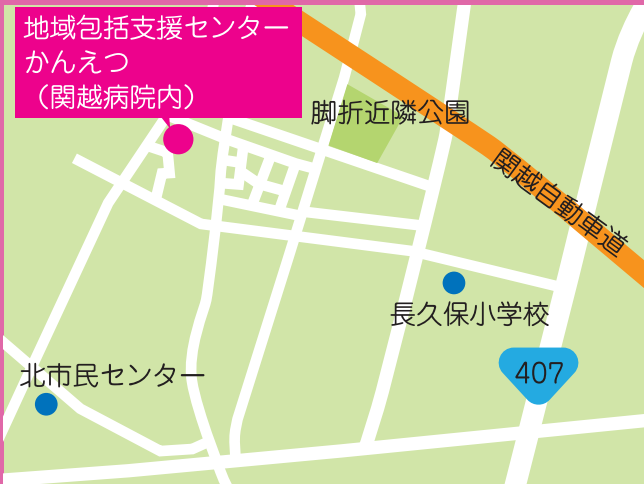 地域包括支援センター
かんえつ
（関越病院内）
脚折近隣公園
関越自動車道
長久保小学校
407
北市民センター